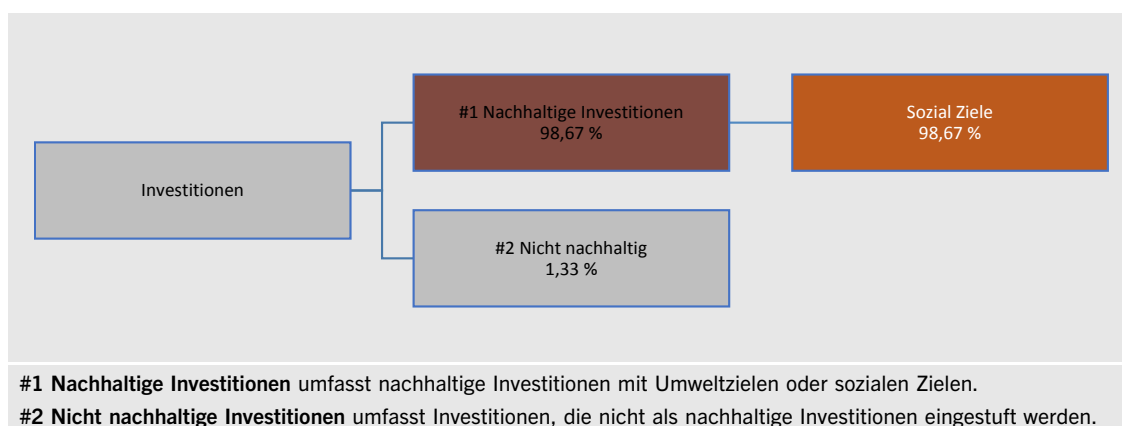 #1 Nachhaltige Investitionen
98,67 %
Sozial Ziele
98,67 %
Investitionen
#2 Nicht nachhaltig
1,33 %
#1 Nachhaltige Investitionen umfasst nachhaltige Investitionen mit Umweltzielen oder sozialen Zielen.
#2 Nicht nachhaltige Investitionen umfasst Investitionen, die nicht als nachhaltige Investitionen eingestuft werden.